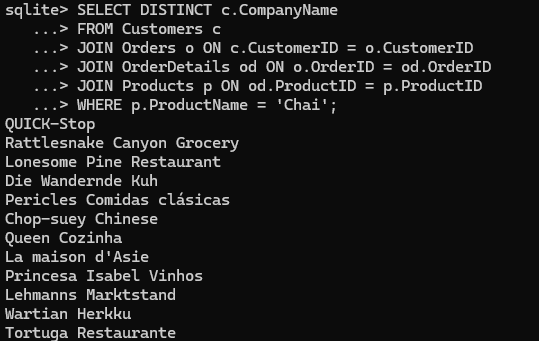 sqlite> SELECT DISTINCT c.CompanyName
   ...> FROM Customers c
   ...> JOIN Orders o ON c.CustomerID = o.CustomerID
   ...> JOIN OrderDetails od ON o.OrderID = od.OrderID
   ...> JOIN Products p ON od.ProductID = p.ProductID
   ...> WHERE p.ProductName = 'Chai';
QUICK-Stop
Rattlesnake Canyon Grocery
Lonesome Pine Restaurant
Die Wandernde Kuh
Pericles Comidas clásicas
Chop-suey Chinese
Queen Cozinha
La maison d'Asie
Princesa Isabel Vinhos
Lehmanns Marktstand
Wartian Herkku
Tortuga Restaurante